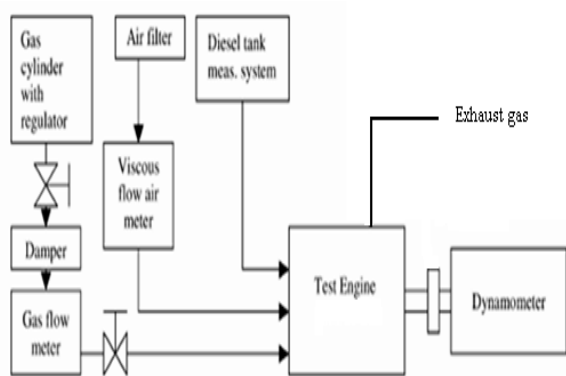 Gas
cylinder
with
regulator
Air filter
Diesel tank
meas. system
Exhaust gas
Viscous
flow air
meter
Damper
Gas flow
meter
Test Engine
Dynamometer